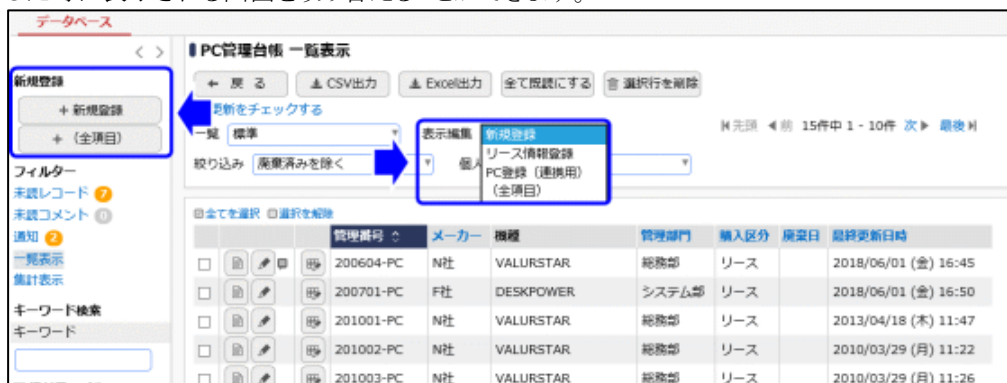 データベース
新規登録
+ 新規登録
+ (全項目)
フィルター
未読レコード 7
未読コメント 0
通知 2
一覧表示
集計表示
キーワード検索
キーワード
PC管理台帳 一覧表示
← 戻 る CSV出力 Excel出力 全て既読にする 選択行を削除
更新をチェックする
一覧 標準 表示編集 新規登録
リース情報登録
PC登録（連携用）
（全項目）
絞り込み 廃棄済みを除く 個人
先頭 前 15件中 1 - 10件 次 最後
全てを選択 選択を解除
管理番号 メーカー 機種 管理部門 購入区分 廃棄日 最終更新日時
200604-PC N社 VALURSTAR 総務部 リース 2018/06/01 (金) 16:45
200701-PC F社 DESKPOWER システム部 リース 2018/06/01 (金) 16:50
201001-PC N社 VALURSTAR 総務部 リース 2013/04/18 (木) 11:47
201002-PC N社 VALURSTAR 総務部 リース 2010/03/29 (月) 11:22
201003-PC N社 VALURSTAR 総務部 リース 2010/03/29 (月) 11:26